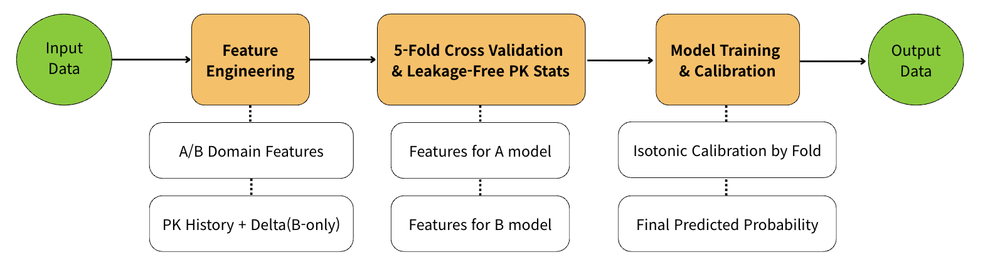 Input
Data
Feature
Engineering
5-Fold Cross Validation
& Leakage-Free PK Stats
Model Training
& Calibration
Output
Data
A/B Domain Features
Features for A model
Isotonic Calibration by Fold
PK History + Delta(B-only)
Features for B model
Final Predicted Probability